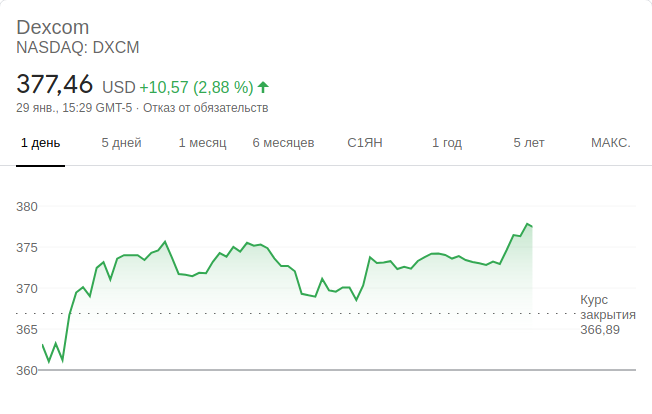 Dexcom
NASDAQ: DXCM
377,46 USD +10,57 (2,88 %)
29 янв., 15:29 GMT-5 · Отказ от обязательств
1 день 5 дней 1 месяц 6 месяцев С1ЯН 1 год 5 лет МАКС.
380
375
370
365
360
Курс
закрытия
366,89